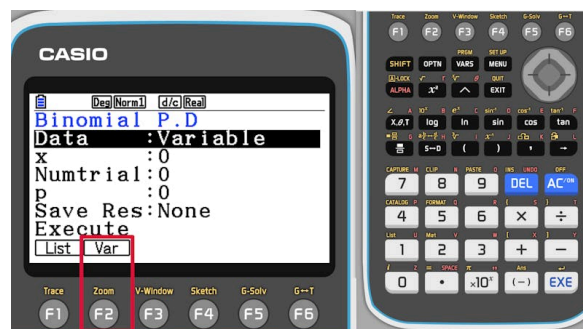 CASIO
Deg Norm1 d/c Real
Binomial P.D
Data :Variable
x :0
Numtrial:0
p :0
Save Res:None
Execute
List Var
Trace Zoom V-Window Sketch G-Solv G↔T
F1 F2 F3 F4 F5 F6
Trace Zoom V-Window Sketch G-Solv G↔T
F1 F2 F3 F4 F5 F6
PRGM SET UP
SHIFT OPTN VARS MENU
A-LOCK QUIT
ALPHA x² ^ EXIT
X,θ,T log ln sin cos tan
S↔D ( ) , →
CAPTURE M CLIP N PASTE O INS UNDO OFF
7 8 9 DEL AC/ON
CATALOG P FORMAT Q R S T
4 5 6 × ÷
List U Mat V W X Y
1 2 3 + −
i Z = SPACE π Ans
0 • ×10ˣ (−) EXE